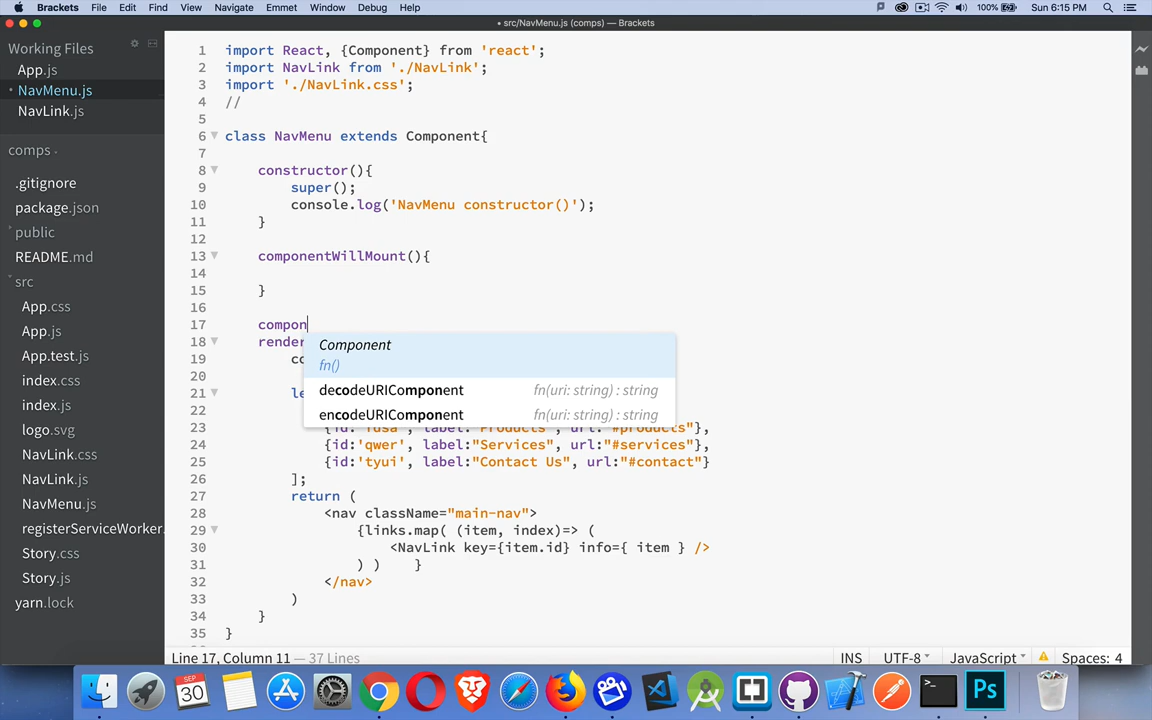 Brackets File Edit Find View Navigate Emmet Window Debug Help 100% Sun 6:15 PM
• src/NavMenu.js (comps) — Brackets
Working Files
App.js
• NavMenu.js
NavLink.js
comps
.gitignore
package.json
public
README.md
src
App.css
App.js
App.test.js
index.css
index.js
logo.svg
NavLink.css
NavLink.js
NavMenu.js
registerServiceWorker.
Story.css
Story.js
yarn.lock
1 import React, {Component} from 'react';
2 import NavLink from './NavLink';
3 import './NavLink.css';
4 //
5
6 class NavMenu extends Component{
7
8 constructor(){
9 super();
10 console.log('NavMenu constructor()');
11 }
12
13 componentWillMount(){
14
15 }
16
17 compon
Component
fn()
decodeURIComponent fn(uri: string) : string
encodeURIComponent fn(uri: string) : string
18 render
19 co
20
21 le
22
23 {id:'fdsa', label:"Products", url:"#products"},
24 {id:'qwer', label:"Services", url:"#services"},
25 {id:'tyui', label:"Contact Us", url:"#contact"}
26 ];
27 return (
28 <nav className="main-nav">
29 {links.map( (item, index)=> (
30 <NavLink key={item.id} info={ item } />
31 ) ) }
32 </nav>
33 )
34 }
35 }
Line 17, Column 11 — 37 Lines INS UTF-8 JavaScript Spaces: 4
SEP
30
>_
Ps